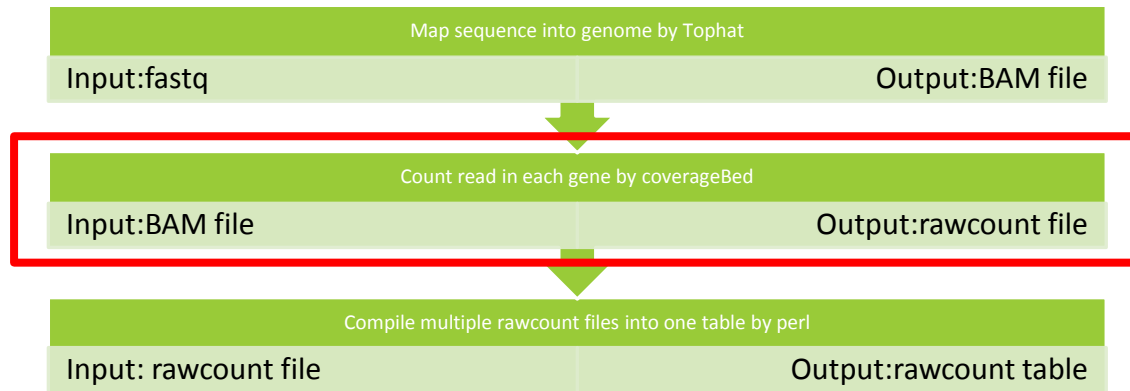 Map sequence into genome by Tophat
Input:fastq Output:BAM file
Count read in each gene by coverageBed
Input:BAM file Output:rawcount file
Compile multiple rawcount files into one table by perl
Input: rawcount file Output:rawcount table